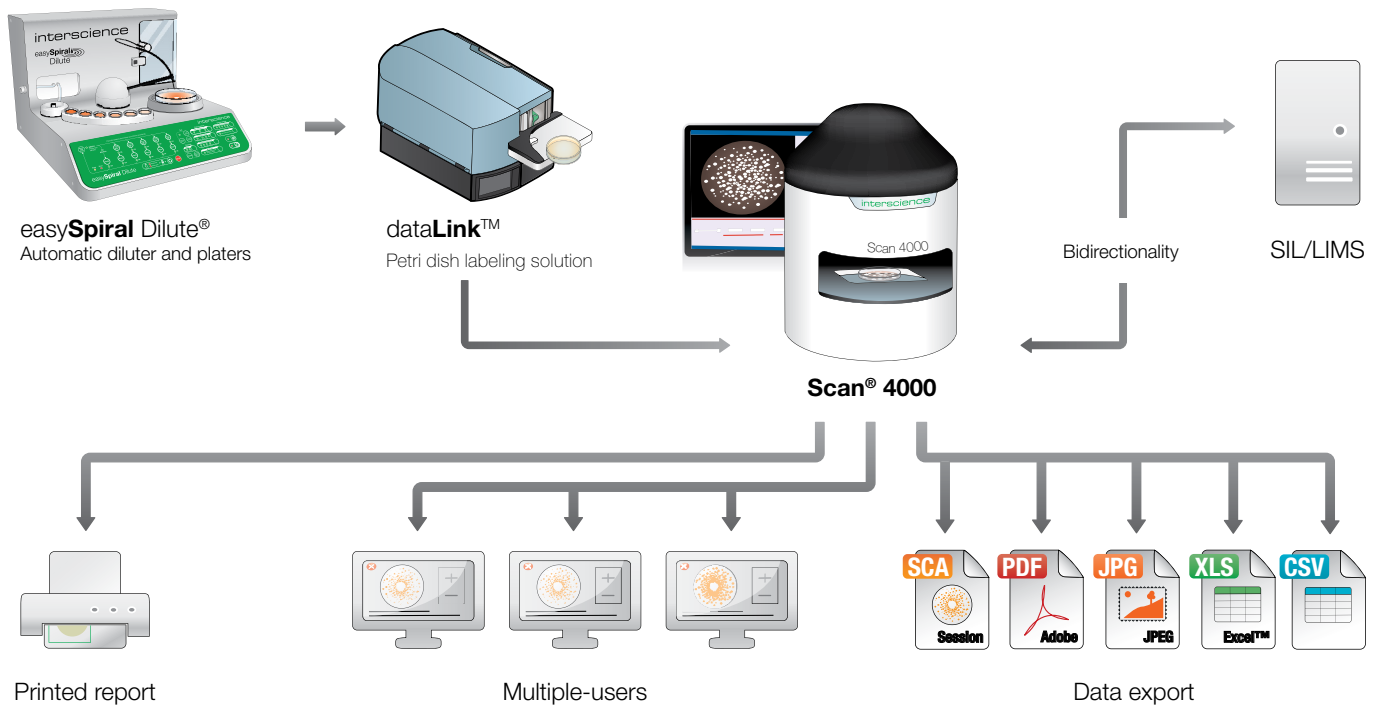 interscience
easySpiral®
Dilute
interscience
easySpiral Dilute
easySpiral Dilute®
Automatic diluter and platers
dataLink™
Petri dish labeling solution
interscience
Scan 4000
Scan® 4000
Bidirectionality
SIL/LIMS
SCA
Session
PDF
Adobe
JPG
JPEG
XLS
Excel™
CSV
Printed report
Multiple-users
Data export